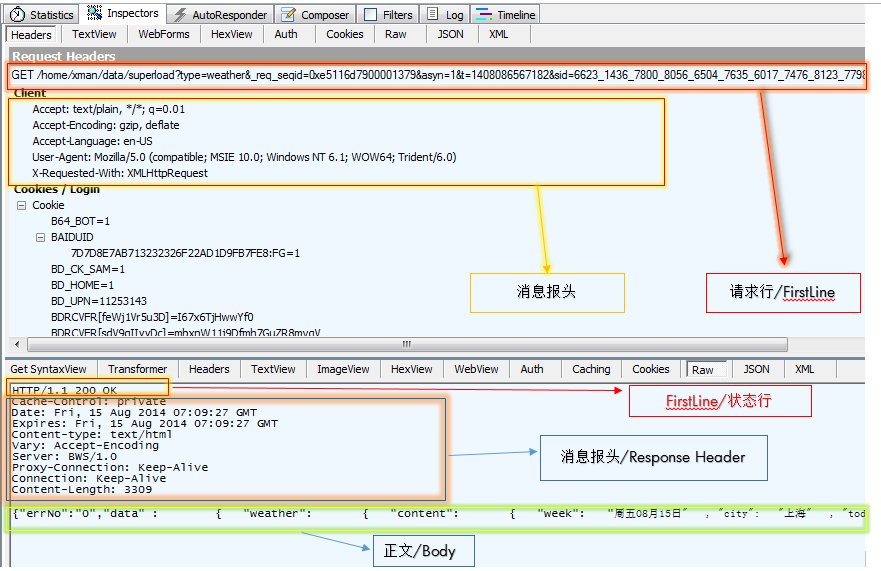 Statistics Inspectors AutoResponder Composer Filters Log Timeline
Headers TextView WebForms HexView Auth Cookies Raw JSON XML
Request Headers
GET /home/xman/data/superload?type=weather&_req_seqid=0xe5116d7900001379&asyn=1&t=1408086567182&sid=6623_1436_7800_8056_6504_7635_6017_7476_8123_7798
Client
Accept: text/plain, */*; q=0.01
Accept-Encoding: gzip, deflate
Accept-Language: en-US
User-Agent: Mozilla/5.0 (compatible; MSIE 10.0; Windows NT 6.1; WOW64; Trident/6.0)
X-Requested-With: XMLHttpRequest
Cookies / Login
Cookie
B64_BOT=1
BAIDUID
7D7D8E7AB713232326F22AD1D9FB7FE8:FG=1
BD_CK_SAM=1
BD_HOME=1
BD_UPN=11253143
BDRCVFR[feWj1Vr5u3D]=I67x6TjHwwYf0
消息报头
请求行/FirstLine
Get SyntaxView Transformer Headers TextView ImageView HexView WebView Auth Caching Cookies Raw JSON XML
HTTP/1.1 200 OK
Cache-Control: private
Date: Fri, 15 Aug 2014 07:09:27 GMT
Expires: Fri, 15 Aug 2014 07:09:27 GMT
Content-type: text/html
Vary: Accept-Encoding
Server: BWS/1.0
Proxy-Connection: Keep-Alive
Connection: Keep-Alive
Content-Length: 3309
FirstLine/状态行
消息报头/Response Header
{"errNo":"0","data" : { "weather": { "content": { "week": "周五08月15日" , "city": "上海" , "tod
正文/Body